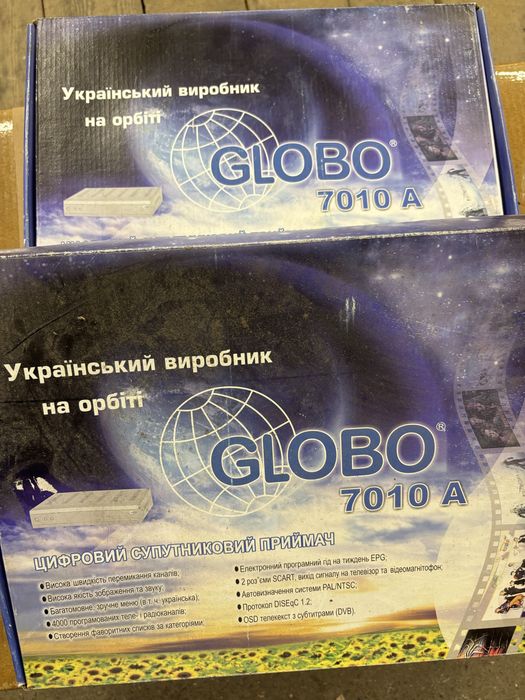 Український виробник
на орбіті
GLOBO®
7010 А
Український виробник
на орбіті
GLOBO®
7010 А
ЦИФРОВИЙ СУПУТНИКОВИЙ ПРИЙМАЧ
•Висока швидкість перемикання каналів;
•Висока якість зображення та звуку;
•Багатомовне, зручне меню (в т. ч. українська);
•4000 програмованих теле- і радіоканалів;
•Створення фаворитних списків за категоріями;
•Електронний програмний гід на тиждень EPG;
•2 роз'єми SCART, вихід сигналу на телевізор та відеомагнітофон;
•Автовизначення системи PAL/NTSC;
•Протокол DISEqC 1.2;
•OSD телекекст з субтитрами (DVB).